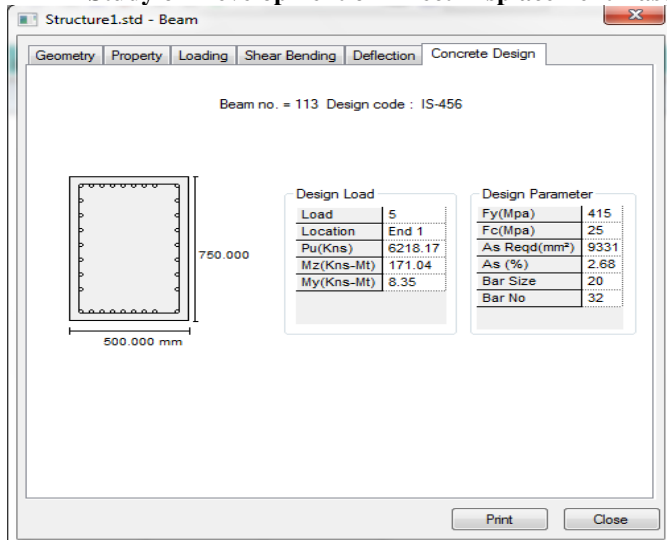 Structure1.std - Beam
Geometry Property Loading Shear Bending Deflection Concrete Design
Beam no. = 113 Design code : IS-456
750.000
500.000 mm
Design Load
Load 5
Location End 1
Pu(Kns) 6218.17
Mz(Kns-Mt) 171.04
My(Kns-Mt) 8.35
Design Parameter
Fy(Mpa) 415
Fc(Mpa) 25
As Reqd(mm²) 9331
As (%) 2.68
Bar Size 20
Bar No 32
Print Close